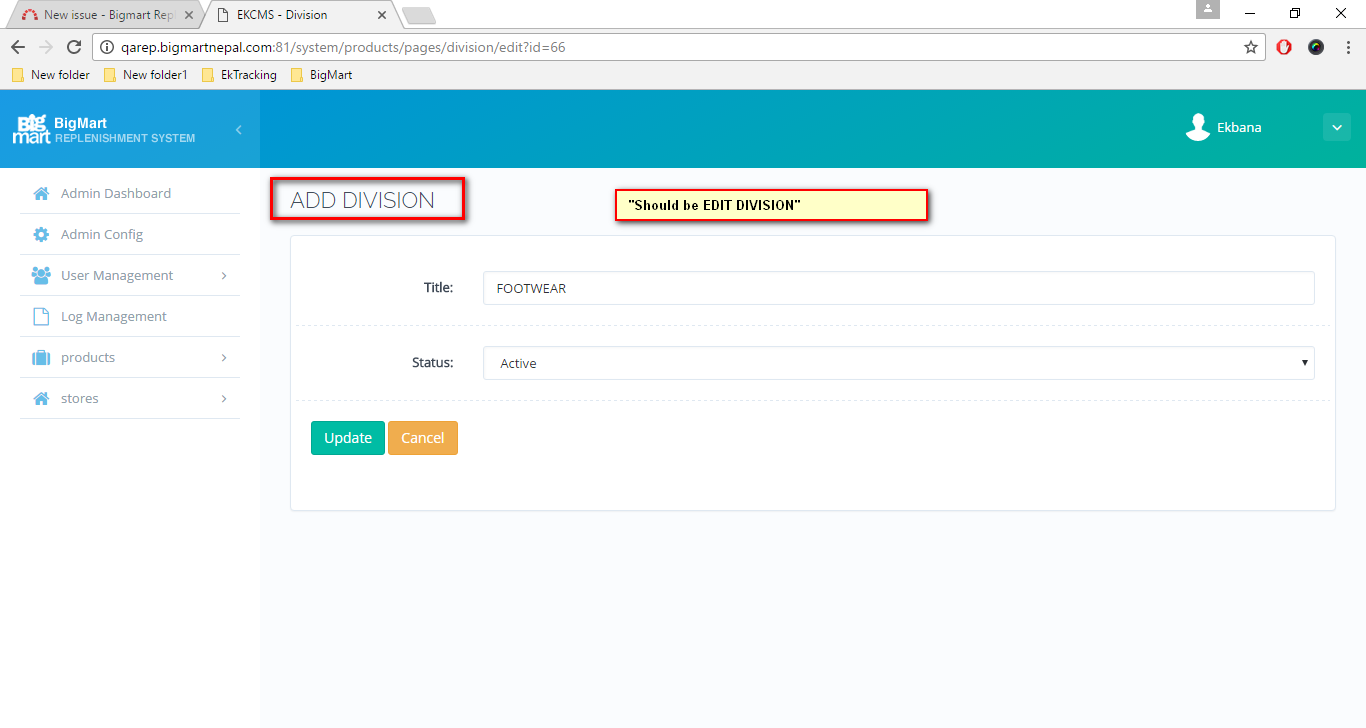 New issue - Bigmart Repl
EKCMS - Division
qarep.bigmartnepal.com:81/system/products/pages/division/edit?id=66
New folder
New folder1
EkTracking
BigMart
BIG
mart
BigMart
REPLENISHMENT SYSTEM
Ekbana
Admin Dashboard
Admin Config
User Management
Log Management
products
stores
ADD DIVISION
"Should be EDIT DIVISION"
Title:
FOOTWEAR
Status:
Active
Update
Cancel